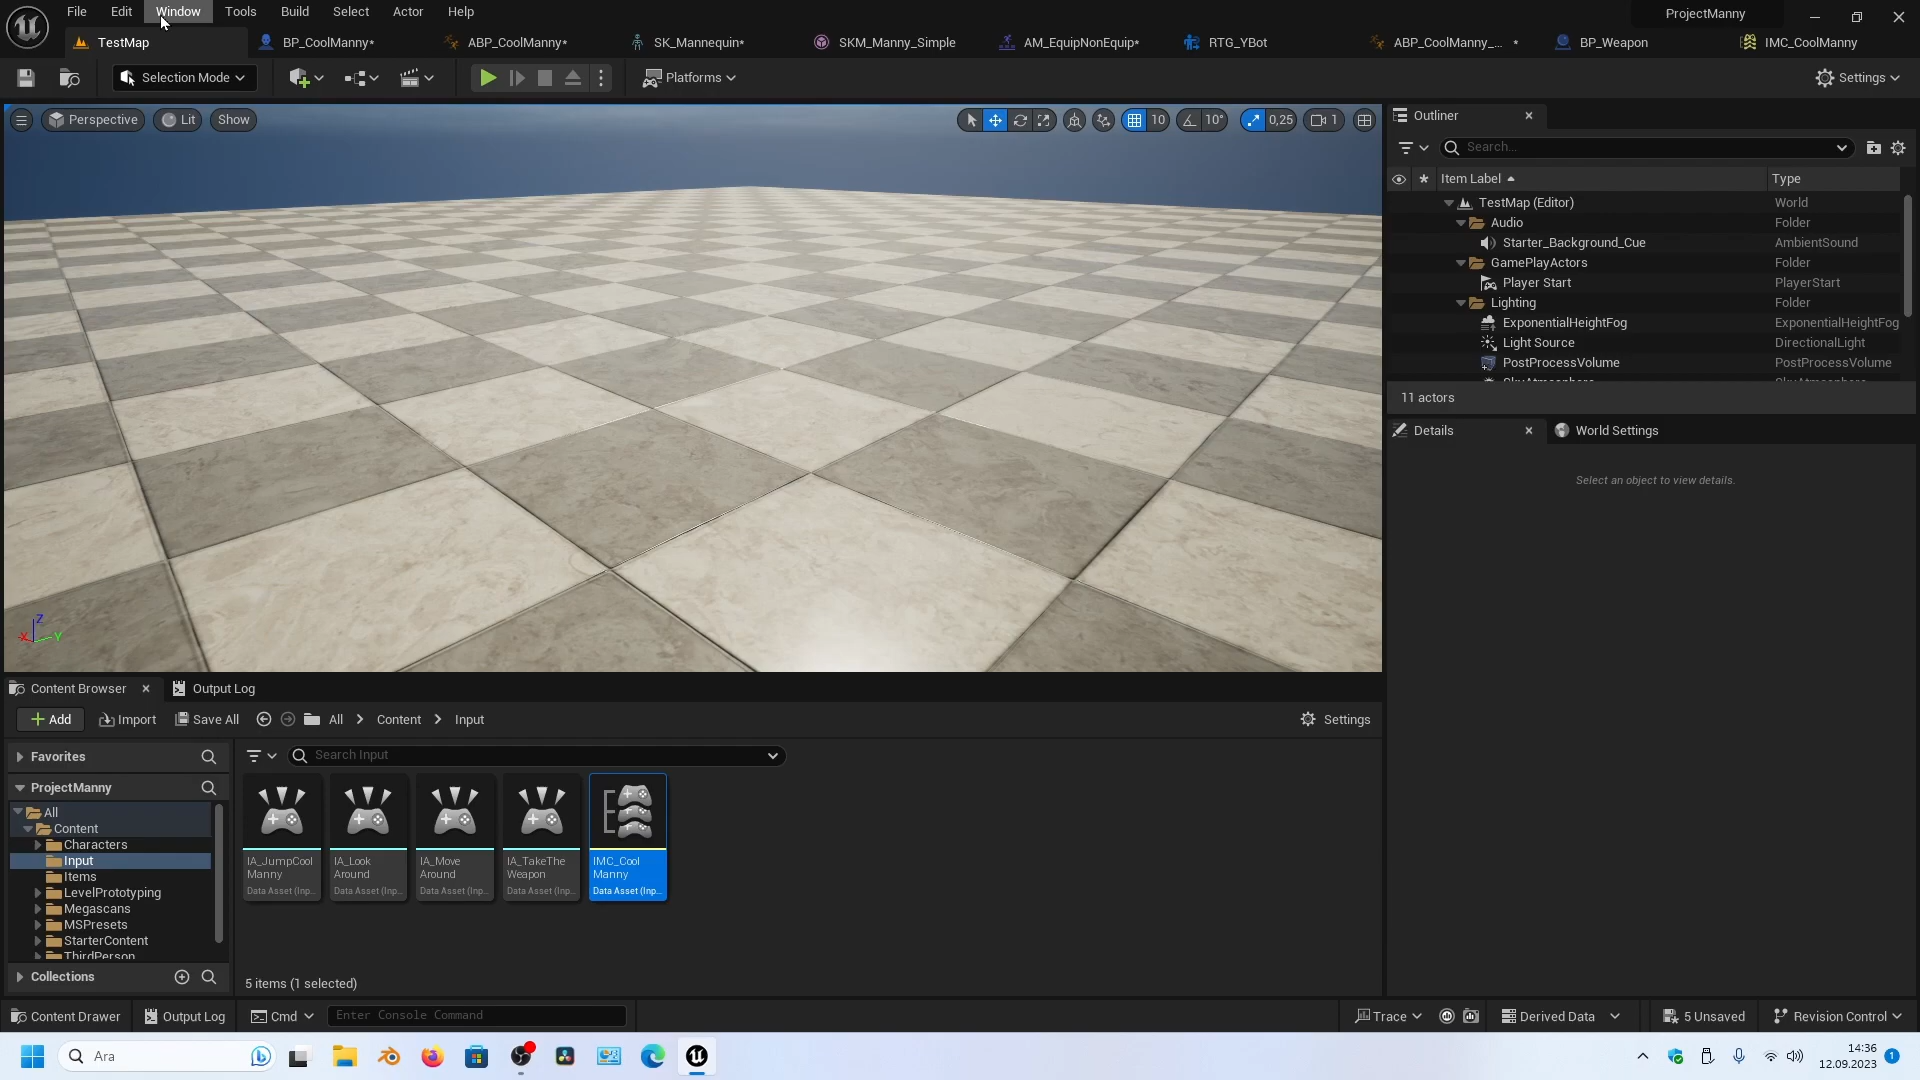 File Edit Window Tools Build Select Actor Help ProjectManny
TestMap BP_CoolManny* ABP_CoolManny* SK_Mannequin* SKM_Manny_Simple AM_EquipNonEquip* RTG_YBot ABP_CoolManny_... * BP_Weapon IMC_CoolManny
Selection Mode Platforms Settings
Perspective Lit Show 10 10° 0,25 1
Outliner
Search...
Item Label Type
TestMap (Editor) World
Audio Folder
Starter_Background_Cue AmbientSound
GamePlayActors Folder
Player Start PlayerStart
Lighting Folder
ExponentialHeightFog ExponentialHeightFog
Light Source DirectionalLight
PostProcessVolume PostProcessVolume
SkyAtmosphere SkyAtmosphere
11 actors
Details World Settings
Select an object to view details.
Z
X Y
Content Browser Output Log
Add Import Save All All Content Input Settings
Favorites
Search Input
ProjectManny
All
Content
Characters
Input
Items
LevelPrototyping
Megascans
MSPresets
StarterContent
ThirdPerson
Collections
IA_JumpCool
Manny
Data Asset (Inp...
IA_Look
Around
Data Asset (Inp...
IA_Move
Around
Data Asset (Inp...
IA_TakeThe
Weapon
Data Asset (Inp...
IMC_Cool
Manny
Data Asset (Inp...
5 items (1 selected)
Content Drawer Output Log Cmd Enter Console Command Trace Derived Data 5 Unsaved Revision Control
Ara
14:36
12.09.2023
1